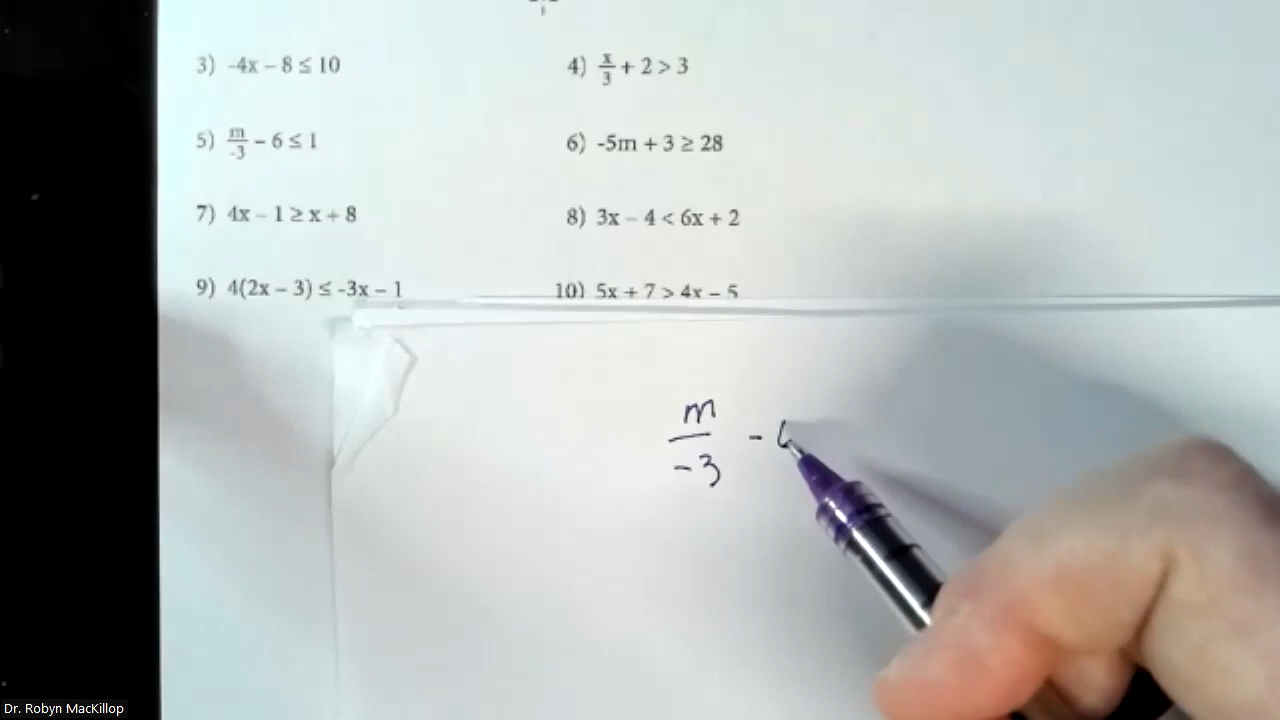 3) -4x – 8 ≤ 10
4) x/3 + 2 > 3
5) m/-3 – 6 ≤ 1
6) -5m + 3 ≥ 28
7) 4x – 1 ≥ x + 8
8) 3x – 4 < 6x + 2
9) 4(2x – 3) ≤ -3x – 1
10) 5x + 7 > 4x – 5
m/-3 -
Dr. Robyn MacKillop